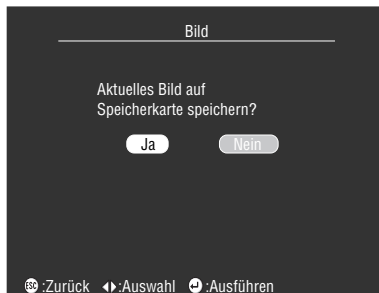 Bild
Aktuelles Bild auf
Speicherkarte speichern?
Ja Nein
ESC :Zurück :Auswahl :Ausführen